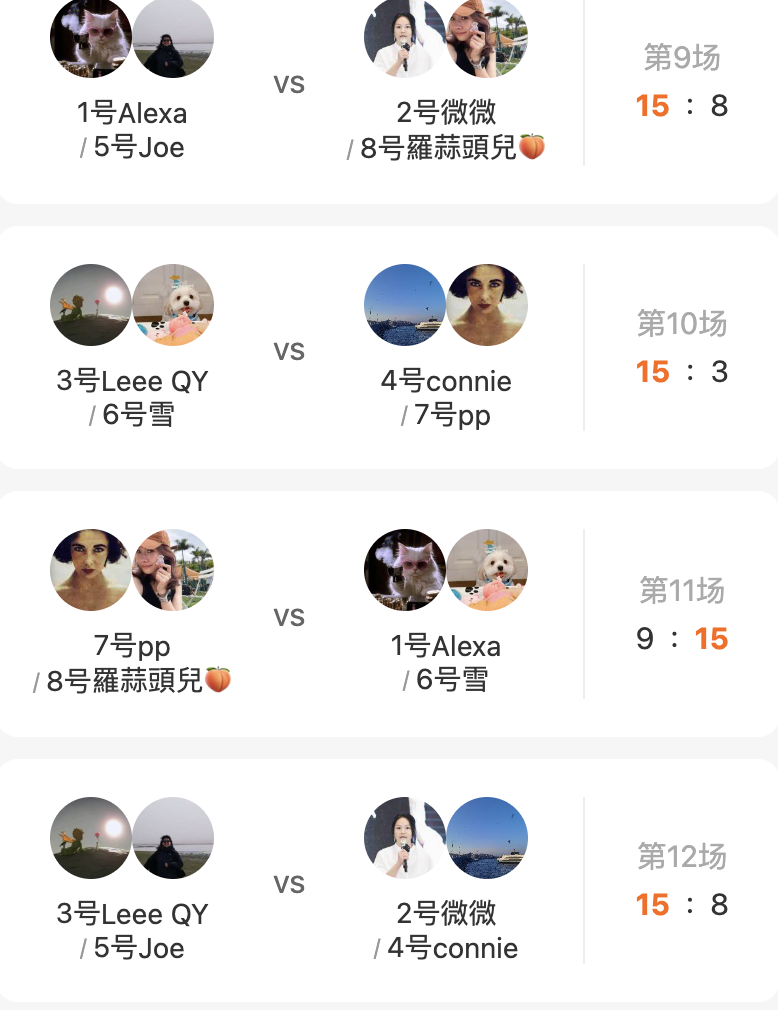 1号Alexa
/ 5号Joe
vs
2号微微
/ 8号羅蒜頭兒🍑
第9场
15 : 8
3号Leee QY
/ 6号雪
vs
4号connie
/ 7号pp
第10场
15 : 3
7号pp
/ 8号羅蒜頭兒🍑
vs
1号Alexa
/ 6号雪
第11场
9 : 15
3号Leee QY
/ 5号Joe
vs
2号微微
/ 4号connie
第12场
15 : 8